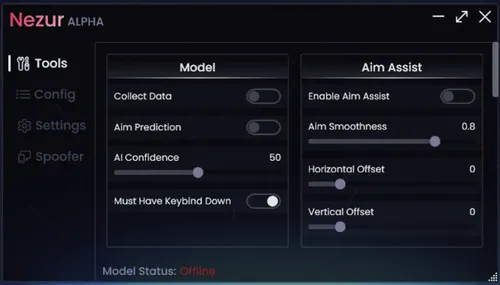 Nezur ALPHA
Tools
Config
Settings
Spoofer
Model
Collect Data
Aim Prediction
AI Confidence 50
Must Have Keybind Down
Aim Assist
Enable Aim Assist
Aim Smoothness 0.8
Horizontal Offset 0
Vertical Offset 0
Model Status: Offline